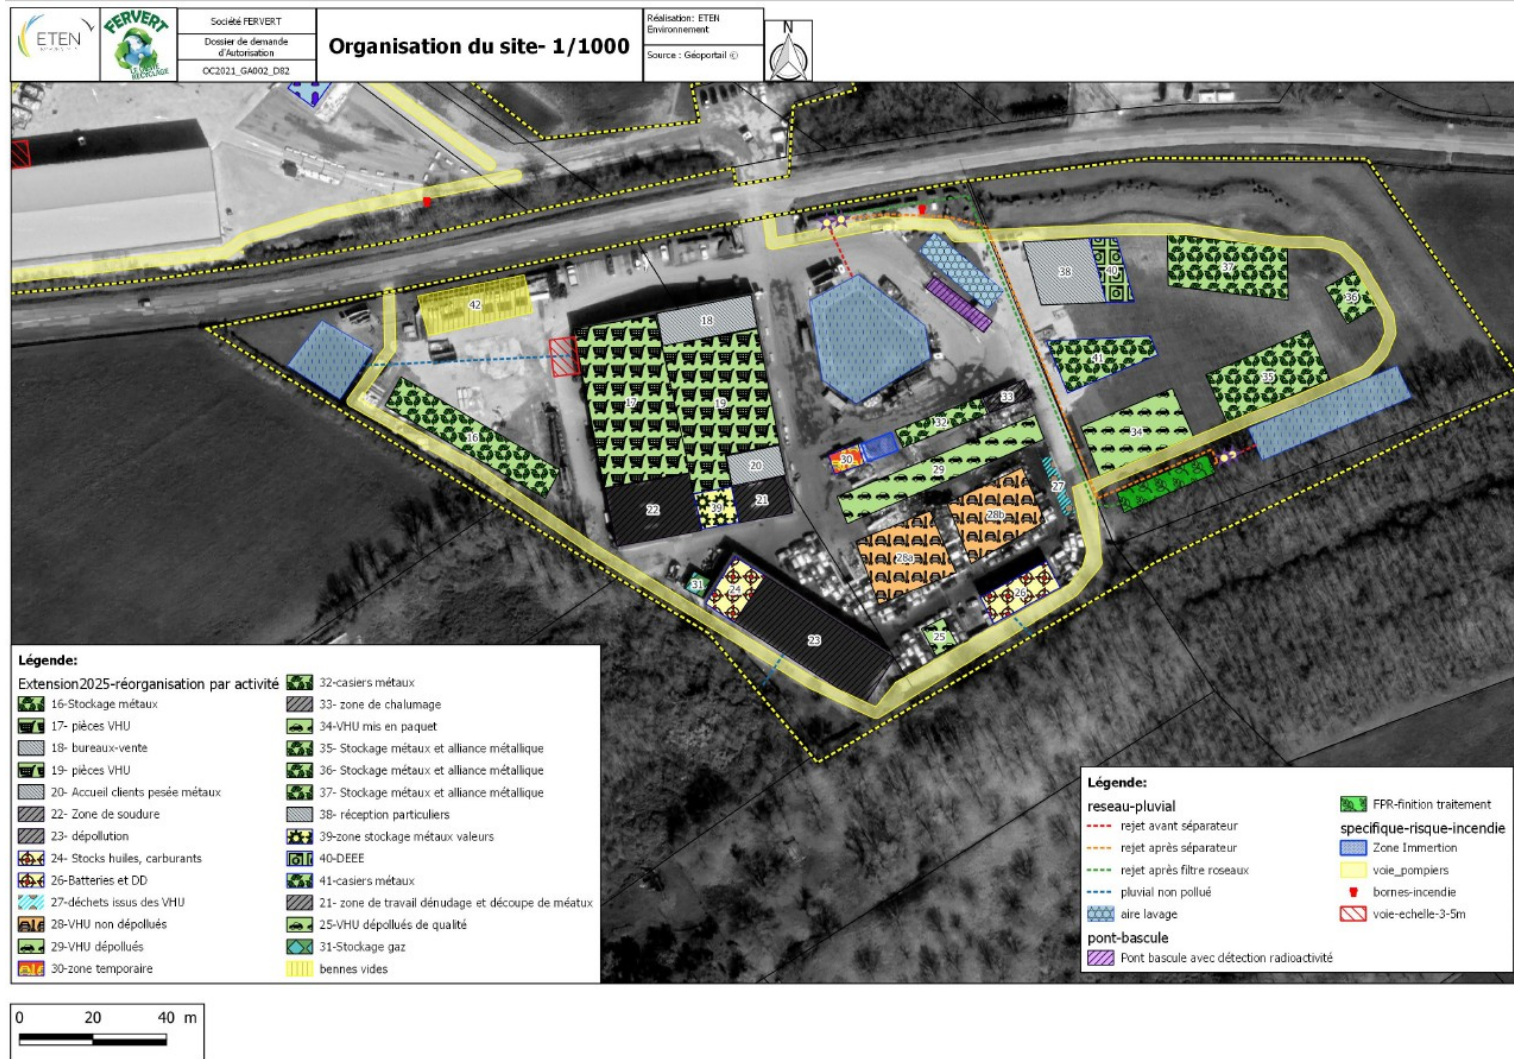 ETEN
FERVERT
LE GESTE RECYCLAGE
Société FERVERT
Dossier de demande
d'Autorisation
OC2021_GA002_D82
Organisation du site- 1/1000
Réalisation: ETEN
Environnement
Source : Géoportail ©
N
42
18
17
19
16
20
22
39
21
31
24
23
38
40
37
36
41
35
34
33
32
30
29
27
28b
28a
26
25
Légende:
Extension2025-réorganisation par activité
16-Stockage métaux
17- pièces VHU
18- bureaux-vente
19- pièces VHU
20- Accueil clients pesée métaux
22- Zone de soudure
23- dépollution
24- Stocks huiles, carburants
26-Batteries et DD
27-déchets issus des VHU
28-VHU non dépollués
29-VHU dépollués
30-zone temporaire
32-casiers métaux
33- zone de chalumage
34-VHU mis en paquet
35- Stockage métaux et alliance métallique
36- Stockage métaux et alliance métallique
37- Stockage métaux et alliance métallique
38- réception particuliers
39-zone stockage métaux valeurs
40-DEEE
41-casiers métaux
21- zone de travail dénudage et découpe de méatux
25-VHU dépollués de qualité
31-Stockage gaz
bennes vides
Légende:
reseau-pluvial
rejet avant séparateur
rejet après séparateur
rejet après filtre roseaux
pluvial non pollué
aire lavage
pont-bascule
Pont bascule avec détection radioactivité
FPR-finition traitement
specifique-risque-incendie
Zone Immertion
voie_pompiers
bornes-incendie
voie-echelle-3-5m
0 20 40 m